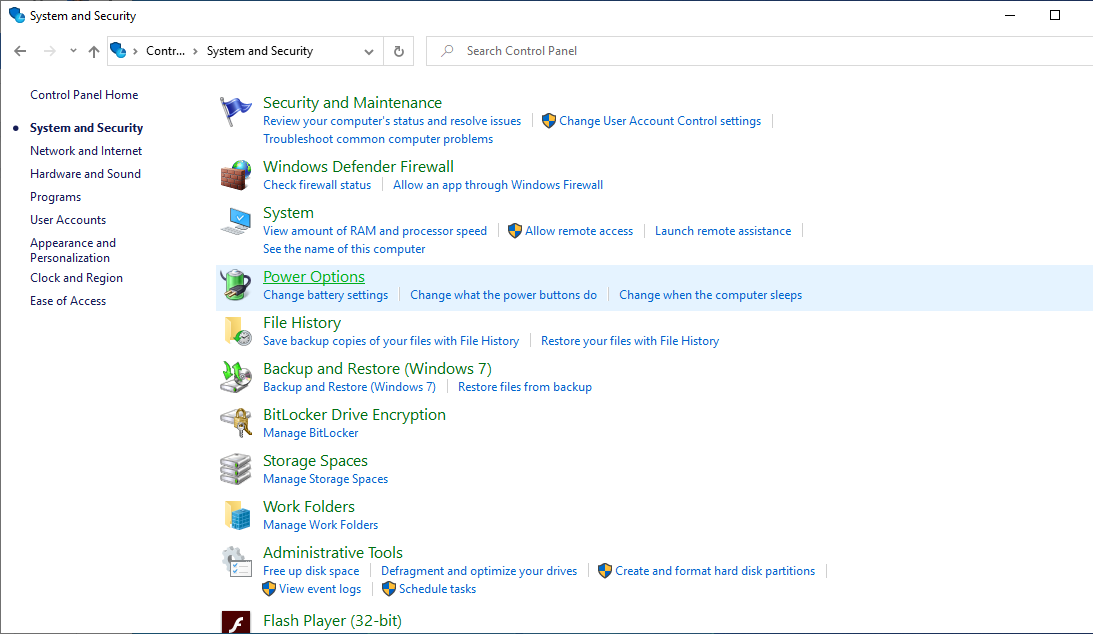 System and Security
Contr... System and Security
Search Control Panel
Control Panel Home
System and Security
Network and Internet
Hardware and Sound
Programs
User Accounts
Appearance and
Personalization
Clock and Region
Ease of Access
Security and Maintenance
Review your computer's status and resolve issues Change User Account Control settings
Troubleshoot common computer problems
Windows Defender Firewall
Check firewall status Allow an app through Windows Firewall
System
View amount of RAM and processor speed Allow remote access Launch remote assistance
See the name of this computer
Power Options
Change battery settings Change what the power buttons do Change when the computer sleeps
File History
Save backup copies of your files with File History Restore your files with File History
Backup and Restore (Windows 7)
Backup and Restore (Windows 7) Restore files from backup
BitLocker Drive Encryption
Manage BitLocker
Storage Spaces
Manage Storage Spaces
Work Folders
Manage Work Folders
Administrative Tools
Free up disk space Defragment and optimize your drives Create and format hard disk partitions
View event logs Schedule tasks
Flash Player (32-bit)